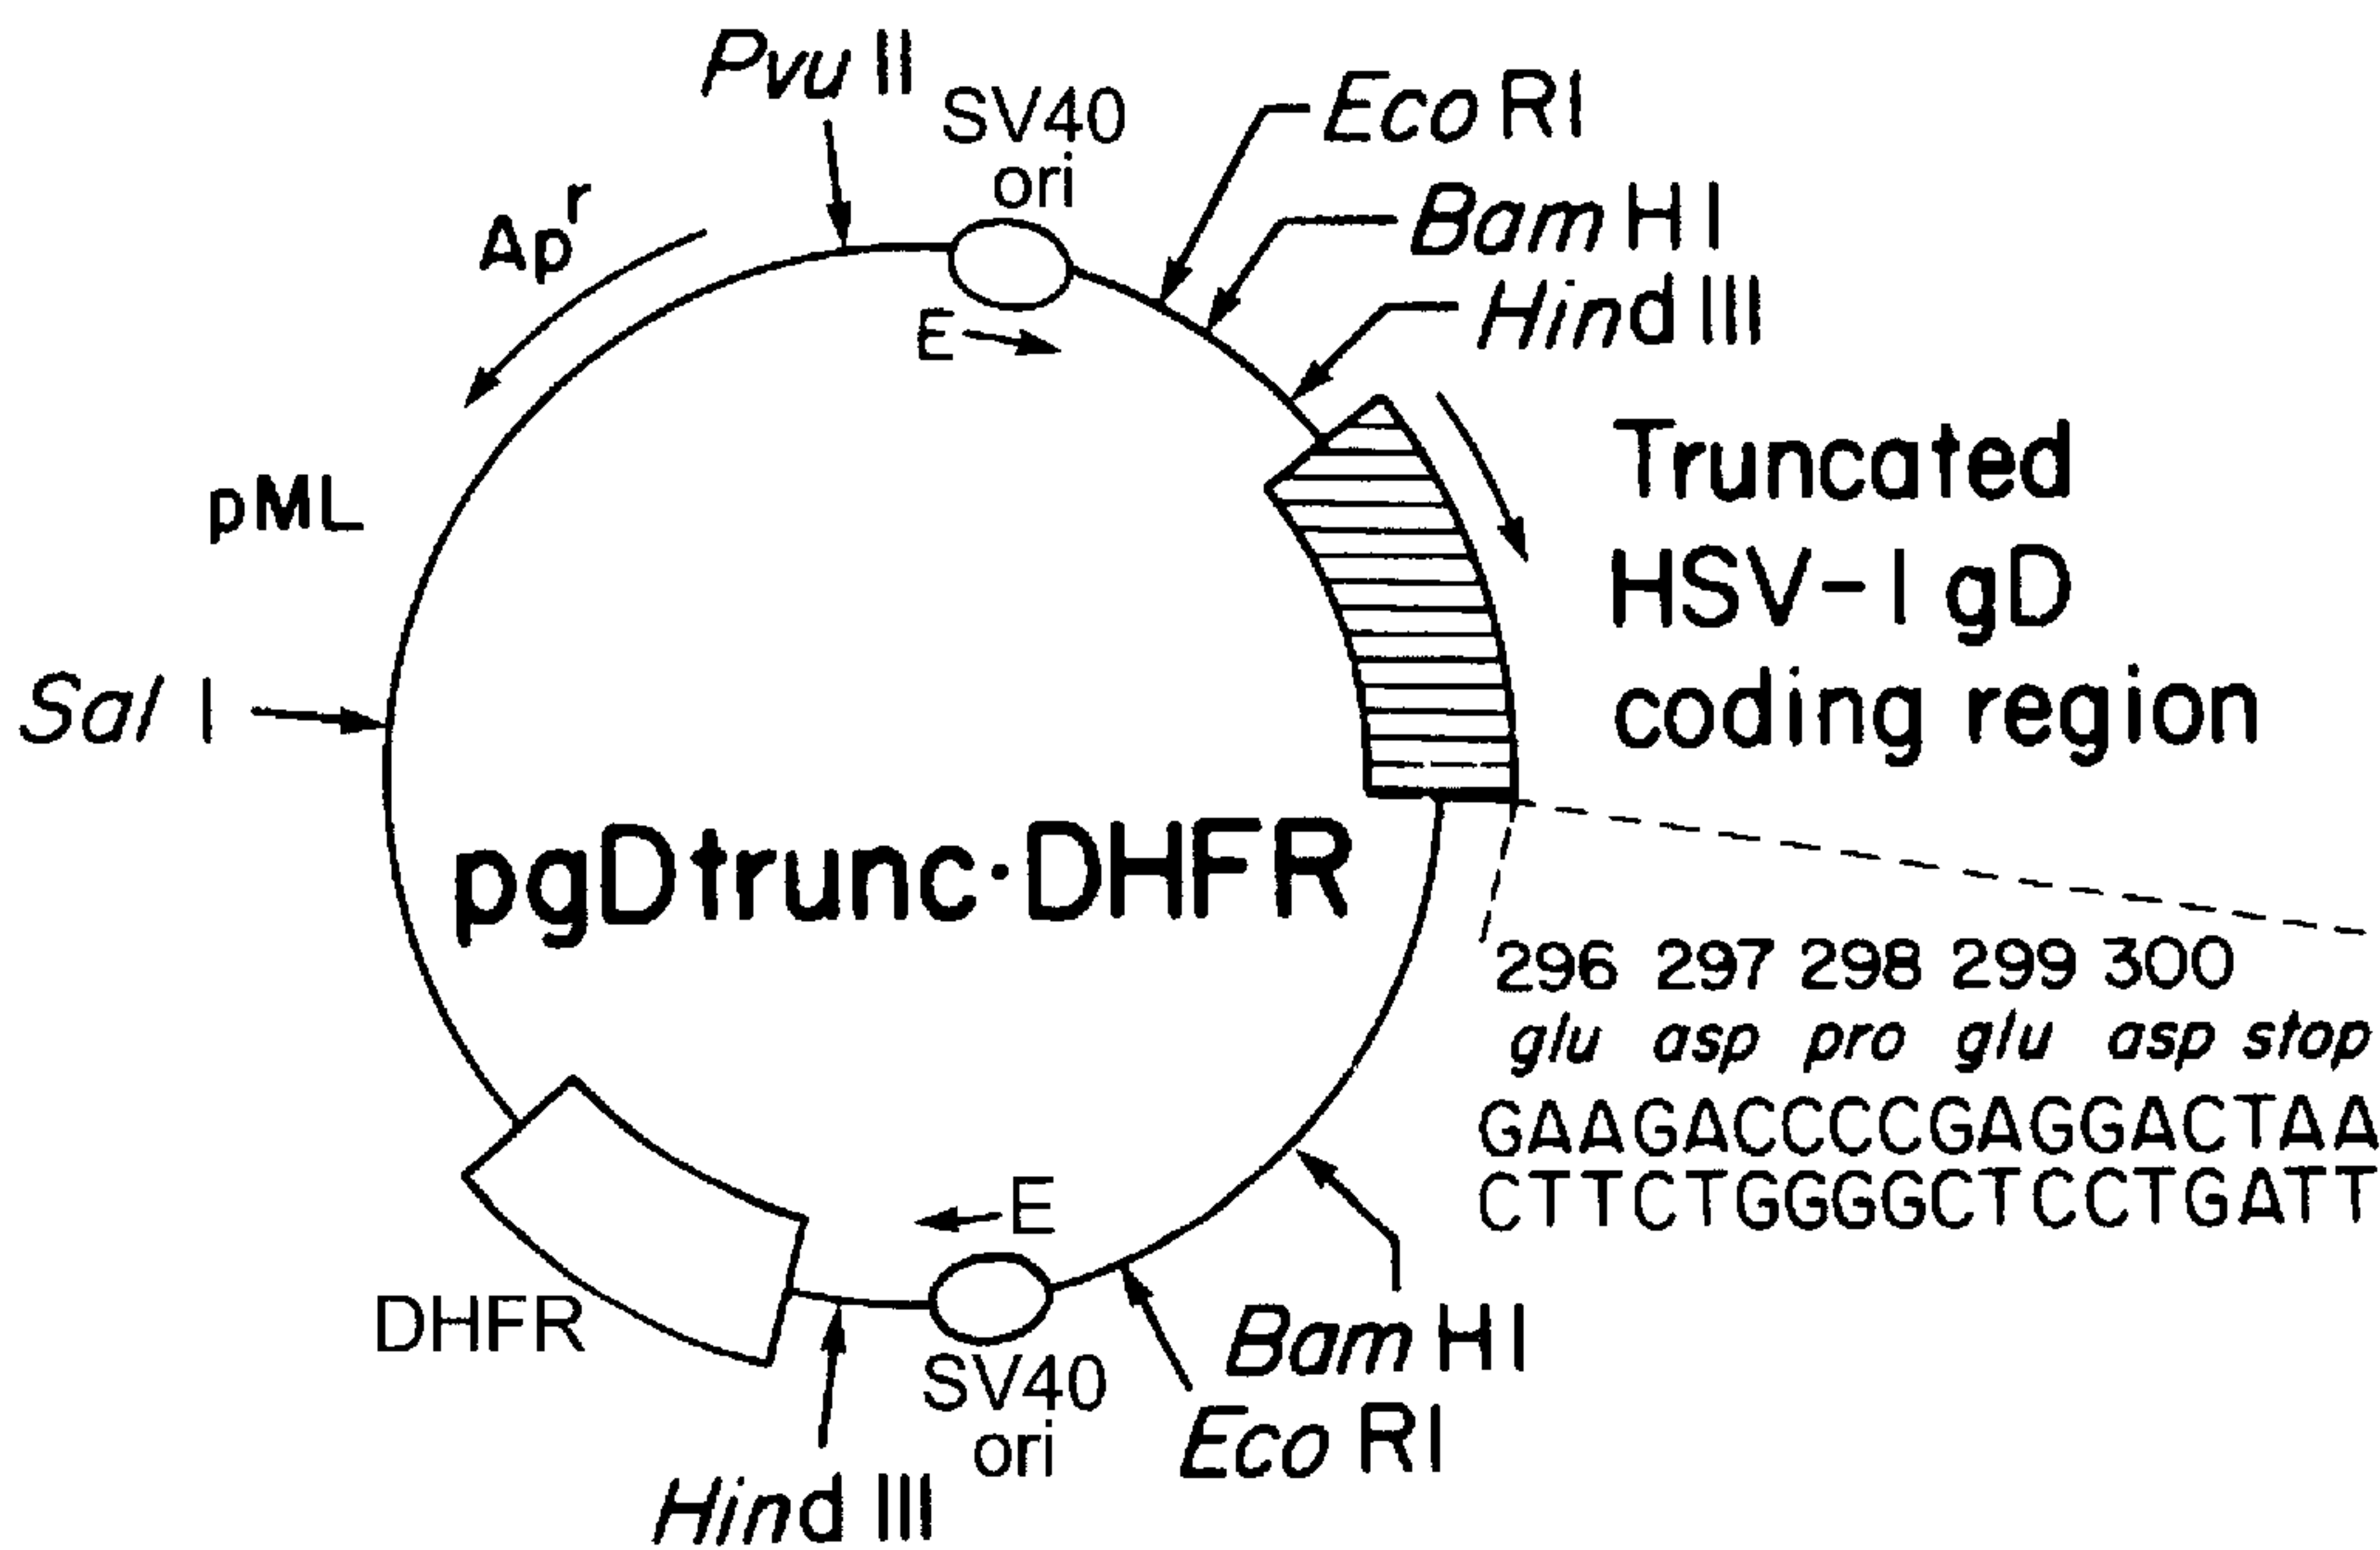 Pvu II
SV40
ori
Eco RI
Bam HI
Hind III
Apr
E
pML
Truncated
HSV-I gD
coding region
Sal I
pgDtrunc·DHFR
296 297 298 299 300
glu asp pro glu asp stop
GAAGACCCCGAGGACTAA
CTTCTGGGGCTCCTGATT
E
DHFR
SV40
ori
Bam HI
Eco RI
Hind III